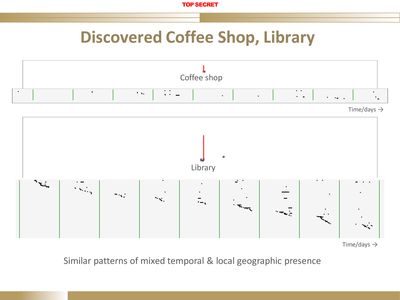 TOP SECRET
Discovered Coffee Shop, Library
Coffee shop
Time/days →
Library
Time/days →
Similar patterns of mixed temporal & local geographic presence